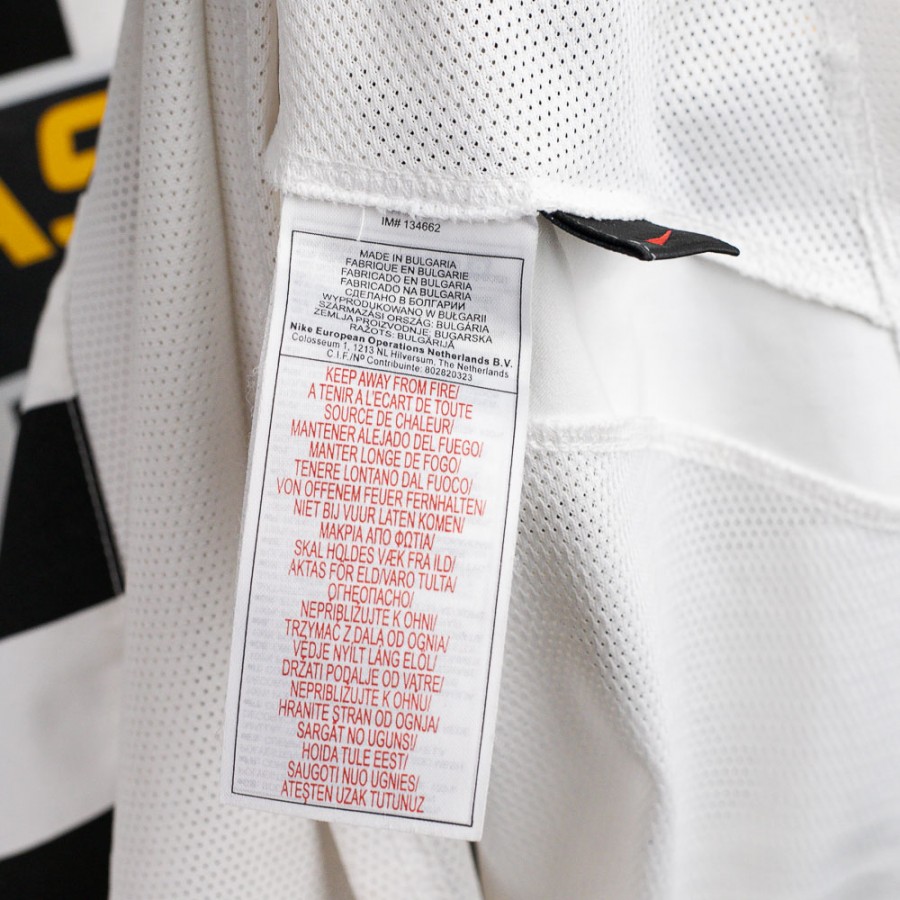 AS
IM# 134662
MADE IN BULGARIA
FABRIQUE EN BULGARIE
FABRICADO EN BULGARIA
FABRICADO NA BULGARIA
СДЕЛАНО В БОЛГАРИИ
WYPRODUKOWANO W BUŁGARII
SZÁRMAZÁSI ORSZÁG: BULGÁRIA
ZEMLJA PROIZVODNJE: BUGARSKA
RAŽOTS: BULGĀRIJĀ
Nike European Operations Netherlands B.V.
Colosseum 1, 1213 NL Hilversum, The Netherlands
C.I.F./Nº Contribuinte: 802820323
KEEP AWAY FROM FIRE/
A TENIR A L'ECART DE TOUTE
SOURCE DE CHALEUR/
MANTENER ALEJADO DEL FUEGO/
MANTER LONGE DE FOGO/
TENERE LONTANO DAL FUOCO/
VON OFFENEM FEUER FERNHALTEN/
NIET BIJ VUUR LATEN KOMEN/
ΜΑΚΡΙΑ ΑΠΟ ΦΩΤΙΑ/
SKAL HOLDES VÆK FRA ILD/
AKTAS FÖR ELD/VARO TULTA/
ОГНЕОПАСНО/
NEPRIBLIŽUJTE K OHNI/
TRZYMAĆ Z DALA OD OGNIA/
VÉDJE NYÍLT LÁNG ELÖL/
DRŽATI PODALJE OD VATRE/
NEPRIBLIŽUJTE K OHŇU/
HRANITE STRAN OD OGNJA/
SARGĀT NO UGUNS/
HOIDA TULE EEST/
SAUGOTI NUO UGNIES/
ATEŞTEN UZAK TUTUNUZ